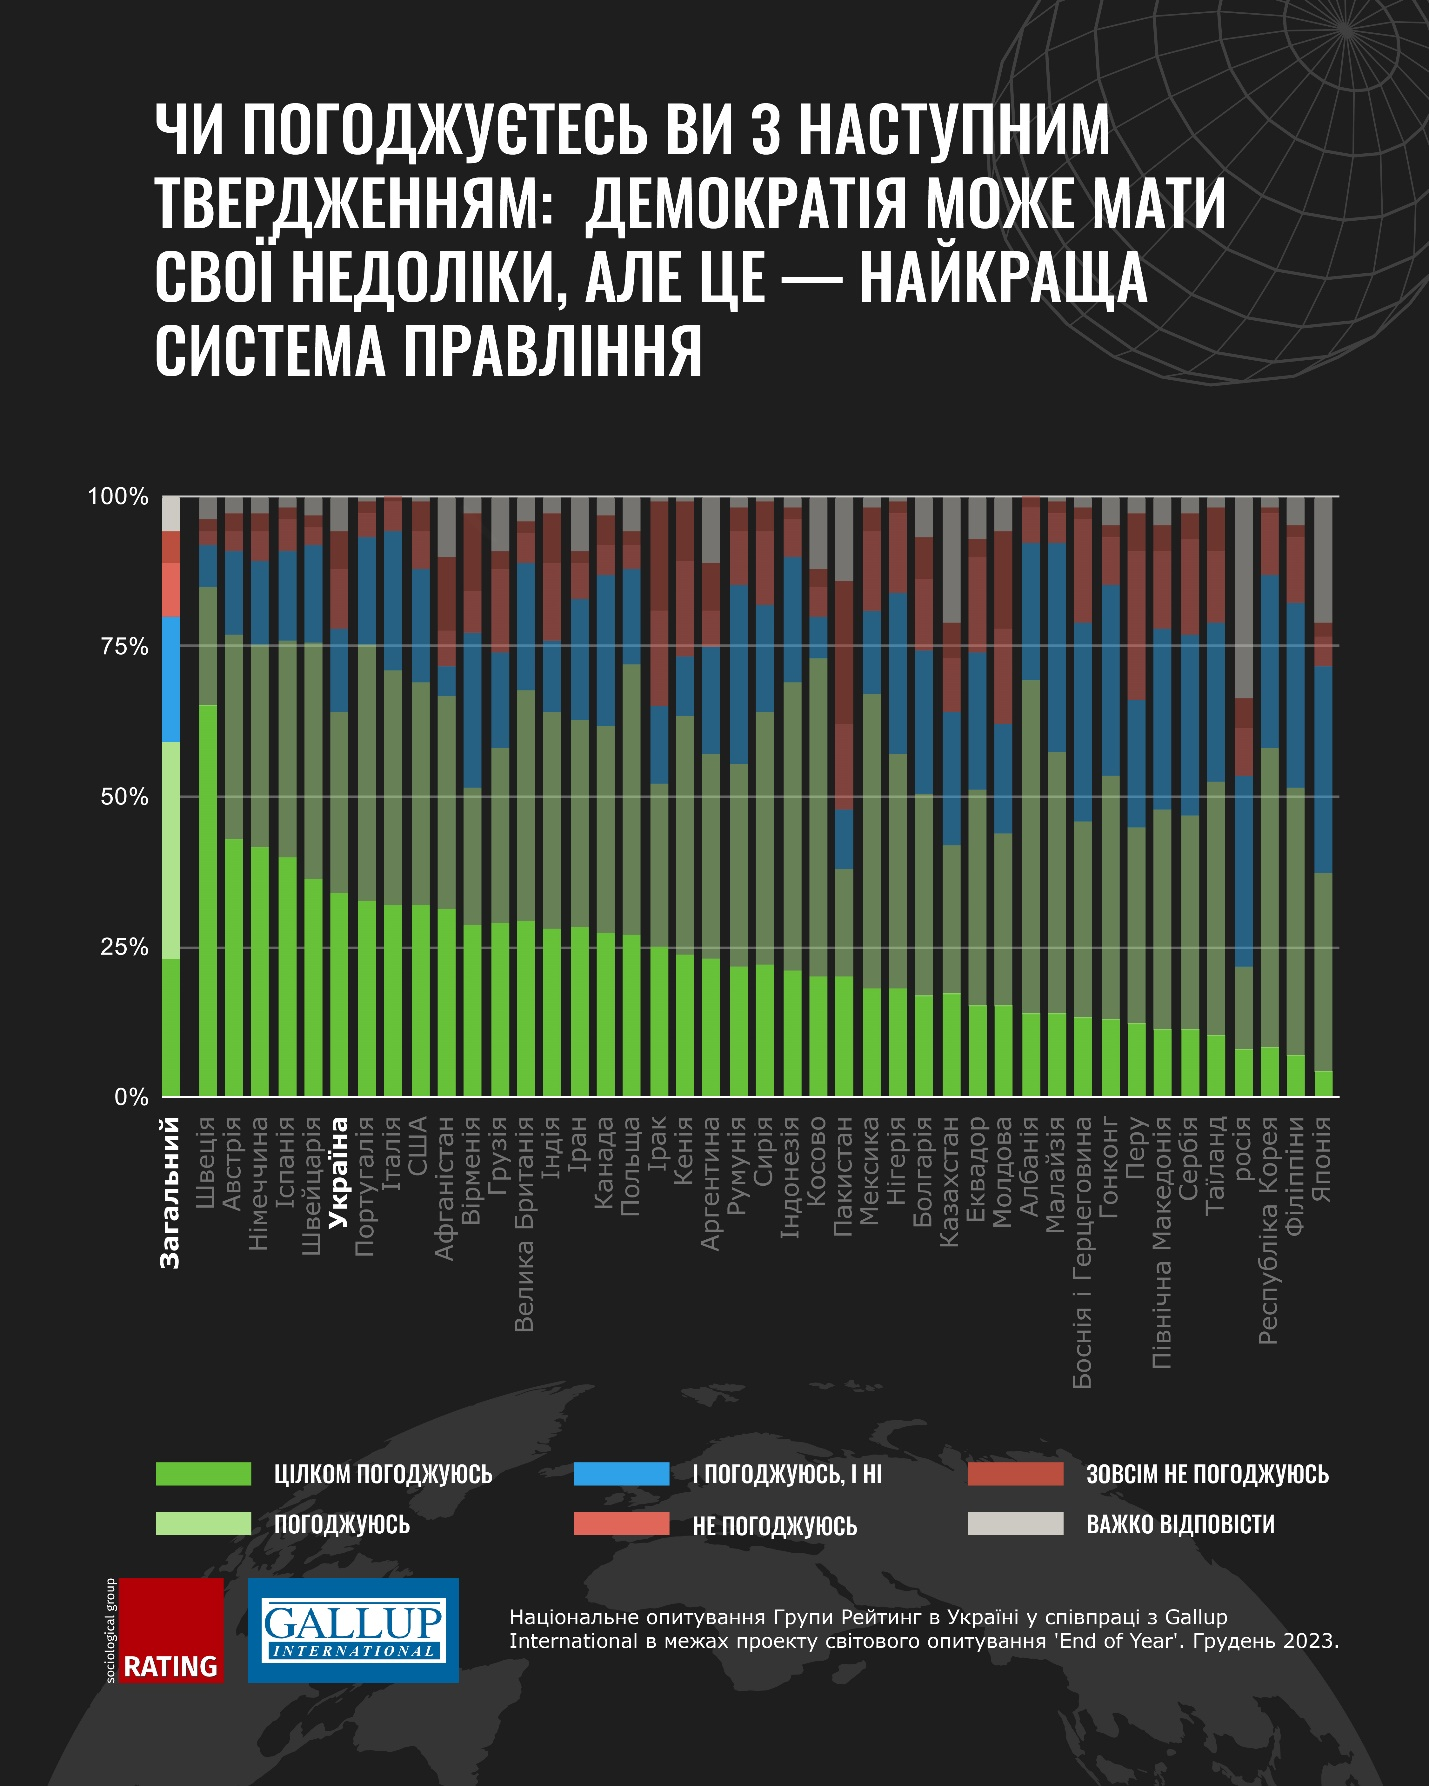 ЧИ ПОГОДЖУЄТЕСЬ ВИ З НАСТУПНИМ
ТВЕРДЖЕННЯМ: ДЕМОКРАТІЯ МОЖЕ МАТИ
СВОЇ НЕДОЛІКИ, АЛЕ ЦЕ — НАЙКРАЩА
СИСТЕМА ПРАВЛІННЯ
100%
75%
50%
25%
0%
Загальний
Швеція
Австрія
Німеччина
Іспанія
Швейцарія
Україна
Португалія
Італія
США
Афганістан
Вірменія
Грузія
Велика Британія
Індія
Іран
Канада
Польща
Ірак
Кенія
Аргентина
Румунія
Сирія
Індонезія
Косово
Пакистан
Мексика
Нігерія
Болгарія
Казахстан
Еквадор
Молдова
Албанія
Малайзія
Боснія і Герцеговина
Гонконг
Перу
Північна Македонія
Сербія
Таїланд
росія
Республіка Корея
Філіппіни
Японія
ЦІЛКОМ ПОГОДЖУЮСЬ
І ПОГОДЖУЮСЬ, І НІ
ЗОВСІМ НЕ ПОГОДЖУЮСЬ
ПОГОДЖУЮСЬ
НЕ ПОГОДЖУЮСЬ
ВАЖКО ВІДПОВІСТИ
sociological group
RATING
GALLUP
INTERNATIONAL
Національне опитування Групи Рейтинг в Україні у співпраці з Gallup
International в межах проекту світового опитування 'End of Year'. Грудень 2023.